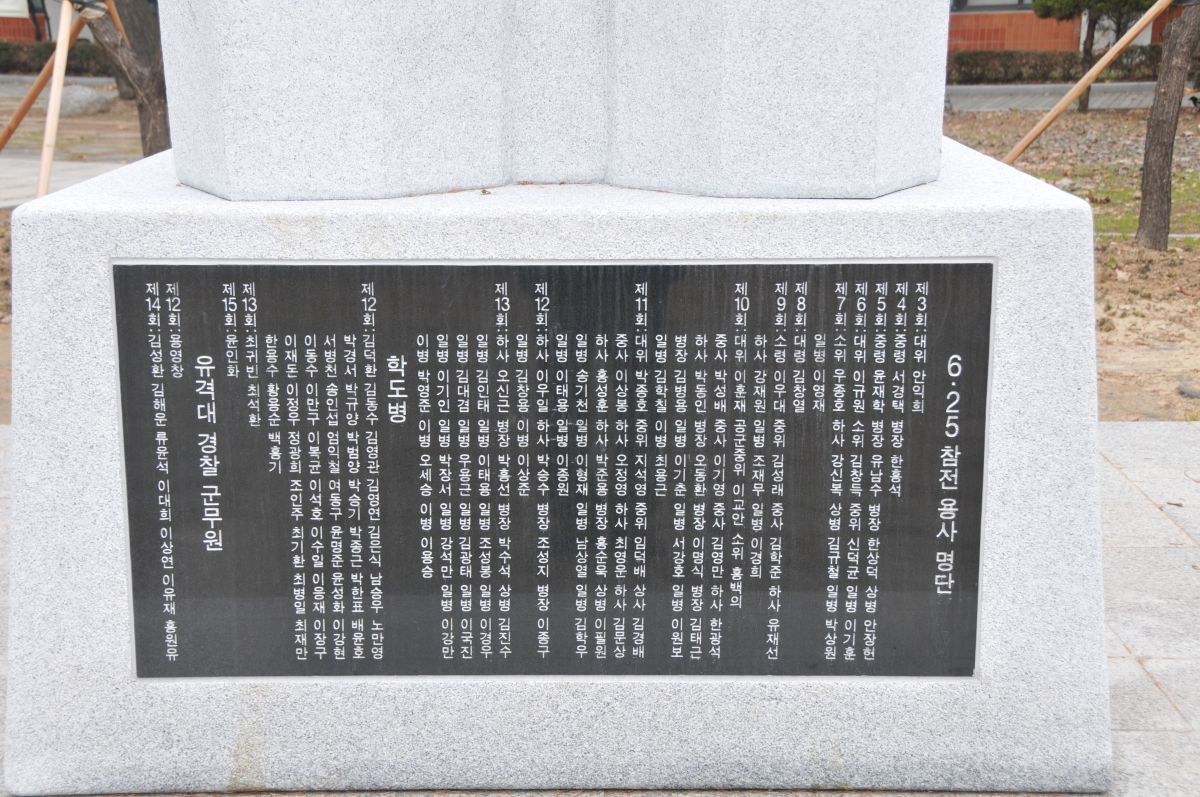 6·25 참전 용사 명단
제3회:대위 안익희
제4회:중령 서경택 병장 한홍석
제5회:중령 윤재학 병장 유남수 병장 한상덕 상병 안장헌
제6회:대위 이규원 소위 김창득 중위 신덕균 일병 이기훈
제7회:소위 우종호 하사 강신복 상병 김규철 일병 박상원
일병 이영재
제8회:대령 김창열
제9회:소령 이우대 중위 김성래 중사 김학준 하사 유재선
하사 강재원 일병 조재무 일병 이경희
제10회:대위 이훈재 공군중위 이교안 소위 홍백의
중사 박성배 중사 이기영 중사 김영만 하사 한광석
하사 박동인 병장 오동환 병장 이명식 병장 김태근
병장 김병용 일병 이기춘 일병 서강호 일병 이원보
일병 김학철 이병 최용근
제11회:대위 박종호 중위 지석영 중위 임덕배 상사 김경배
중사 이상봉 하사 오정영 하사 최영운 하사 김문상
하사 홍성훈 하사 박준용 병장 홍순욱 상병 이필원
일병 송기천 일병 이형재 일병 남상열 일병 김학우
일병 이태용 일병 이종원
제12회:하사 이우일 하사 박승수 병장 조성지 병장 이종구
일병 김창용 이병 이상준
제13회:하사 오신근 병장 박흥선 병장 박수석 상병 김진수
일병 김인태 일병 이태용 일병 조성봉 일병 이경우
일병 김대겸 일병 우용근 일병 김광태 일병 이국진
일병 이기인 일병 박장서 일병 강석만 일병 이강만
이병 박영준 이병 오세승 이병 이용승
학도병
제12회:김덕환 김동수 김영관 김영연 김은식 남승우 노만영
박경서 박규양 박범양 박승기 박종근 박한표 배윤호
서병천 송인섭 엄익철 여동구 윤명준 윤성화 이강현
이동수 이만구 이복균 이석호 이수일 이응재 이장구
이재돈 이정우 정광희 조인주 최기환 최병일 최재만
한용수 황용순 백홍기
제13회:최귀빈 최석환
제15회:윤인화
유격대 경찰 군무원
제12회:용영창
제14회:김성환 김해운 류윤석 이대희 이상연 이유재 홍원유